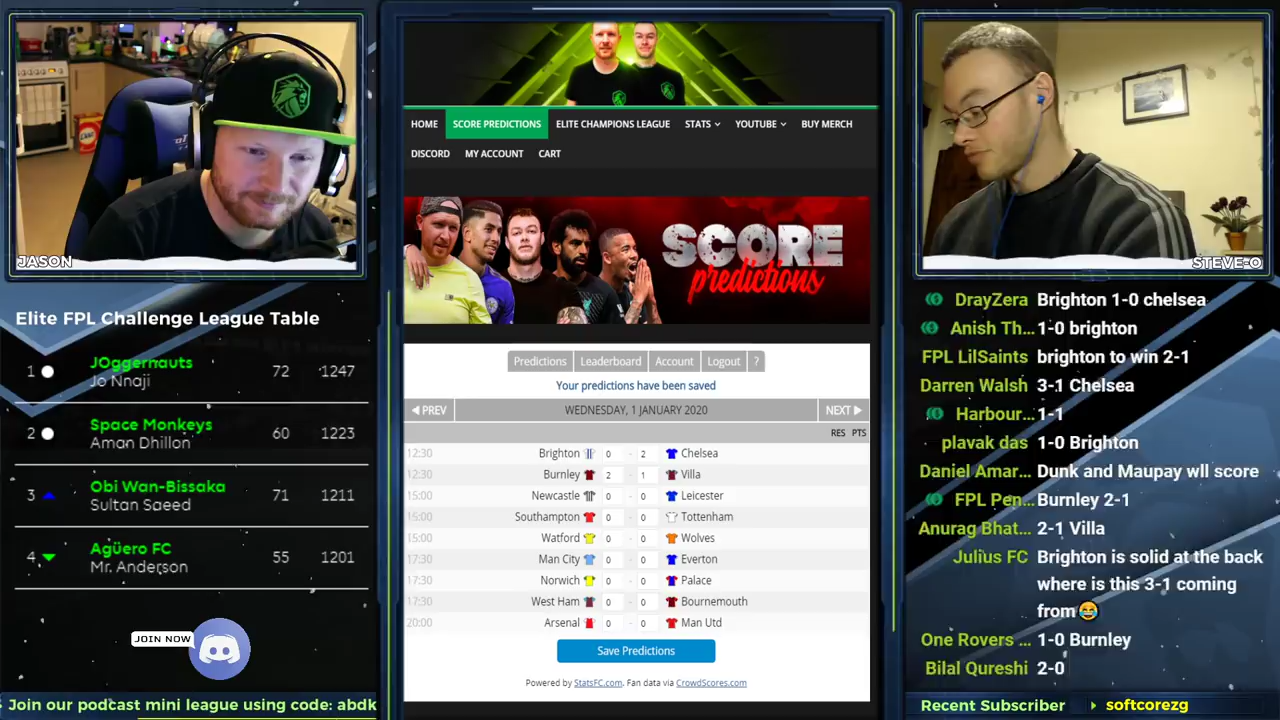 JASON
Elite FPL Challenge League Table
1 JOggernauts 72 1247
Jo Nnaji
2 Space Monkeys 60 1223
Aman Dhillon
3 Obi Wan-Bissaka 71 1211
Sultan Saeed
4 Agüero FC 55 1201
Mr. Anderson
JOIN NOW
Join our podcast mini league using code: abdk
HOME SCORE PREDICTIONS ELITE CHAMPIONS LEAGUE STATS YOUTUBE BUY MERCH
DISCORD MY ACCOUNT CART
SCORE
predictions
Predictions Leaderboard Account Logout ?
Your predictions have been saved
PREV WEDNESDAY, 1 JANUARY 2020 NEXT
RES PTS
12:30 Brighton 0 - 2 Chelsea
12:30 Burnley 2 - 1 Villa
15:00 Newcastle 0 - 0 Leicester
15:00 Southampton 0 - 0 Tottenham
15:00 Watford 0 - 0 Wolves
17:30 Man City 0 - 0 Everton
17:30 Norwich 0 - 0 Palace
17:30 West Ham 0 - 0 Bournemouth
20:00 Arsenal 0 - 0 Man Utd
Save Predictions
Powered by StatsFC.com. Fan data via CrowdScores.com
STEVE-O
DrayZera Brighton 1-0 chelsea
Anish Th... 1-0 brighton
FPL LilSaints brighton to win 2-1
Darren Walsh 3-1 Chelsea
Harbour... 1-1
plavak das 1-0 Brighton
Daniel Amar... Dunk and Maupay wll score
FPL Pen... Burnley 2-1
Anurag Bhat... 2-1 Villa
Julius FC Brighton is solid at the back
where is this 3-1 coming
from😂
One Rovers ... 1-0 Burnley
Bilal Qureshi 2-0
Recent Subscriber softcorezg